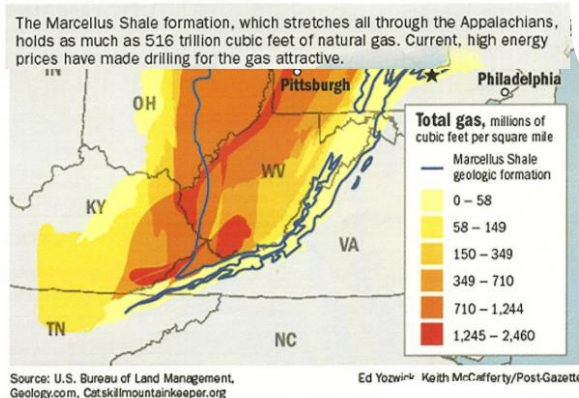 The Marcellus Shale formation, which stretches all through the Appalachians,
holds as much as 516 trillion cubic feet of natural gas. Current, high energy
prices have made drilling for the gas attractive.
IN
OH
Pittsburgh
Philadelphia
Total gas, millions of
cubic feet per square mile
Marcellus Shale
geologic formation
0 – 58
58 – 149
150 – 349
349 – 710
710 – 1,244
1,245 – 2,460
WV
KY
VA
TN
NC
Source: U.S. Bureau of Land Management,
Geology.com, Catskillmountainkeeper.org
Ed Yozwick, Keith McCafferty/Post-Gazette